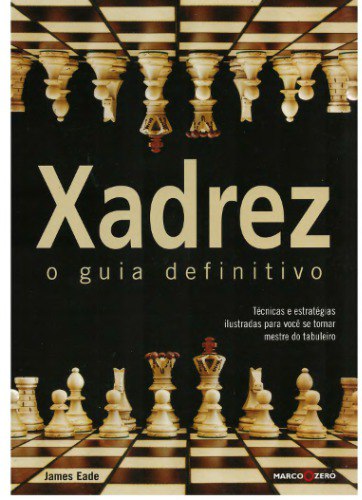 Xadrez
o guia definitivo
Técnicas e estratégias
ilustradas para você se tornar
mestre do tabuleiro
James Eade
MARCO ZERO